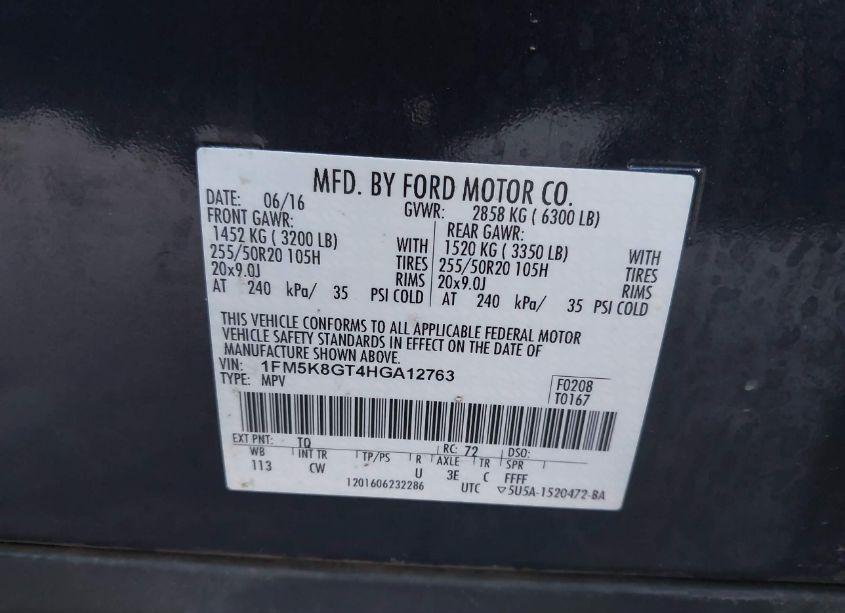 MFD. BY FORD MOTOR CO.
DATE: 06/16 GVWR: 2858 KG ( 6300 LB)
FRONT GAWR: REAR GAWR:
1452 KG ( 3200 LB) WITH 1520 KG ( 3350 LB) WITH
255/50R20 105H TIRES 255/50R20 105H TIRES
20x9.0J RIMS 20x9.0J RIMS
AT 240 kPa/ 35 PSI COLD AT 240 kPa/ 35 PSI COLD
THIS VEHICLE CONFORMS TO ALL APPLICABLE FEDERAL MOTOR
VEHICLE SAFETY STANDARDS IN EFFECT ON THE DATE OF
MANUFACTURE SHOWN ABOVE.
VIN: 1FM5K8GT4HGA12763
TYPE: MPV F0208
T0167
EXT PNT: TQ RC: 72 DSO:
WB INT TR TP/PS R AXLE TR SPR
113 CW U 3E C FFFF
1201606232286 UTC ▽5U5A-1520472-BA